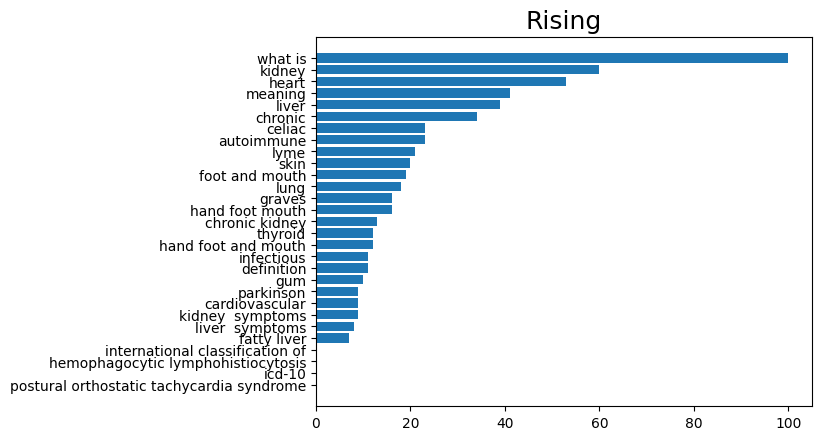 Rising
what is
kidney
heart
meaning
liver
chronic
celiac
autoimmune
lyme
skin
foot and mouth
lung
graves
hand foot mouth
chronic kidney
thyroid
hand foot and mouth
infectious
definition
gum
parkinson
cardiovascular
kidney  symptoms
liver  symptoms
fatty liver
international classification of
hemophagocytic lymphohistiocytosis
icd-10
postural orthostatic tachycardia syndrome
0 20 40 60 80 100